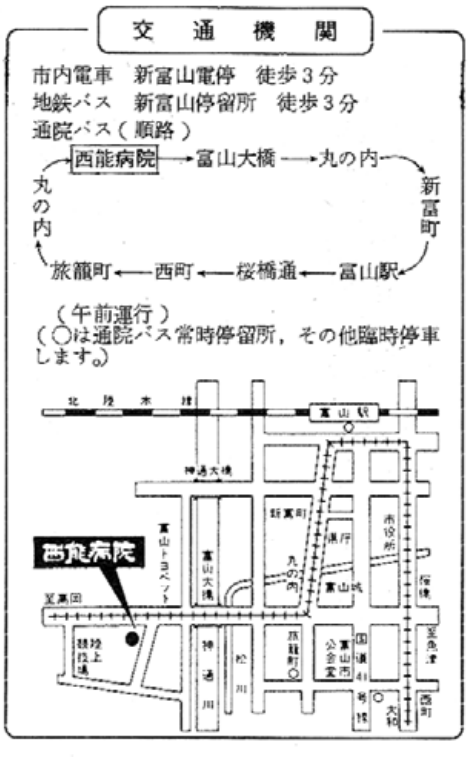 交通機関
市内電車　新富山電停　徒歩3分
地鉄バス　新富山停留所　徒歩3分
通院バス(順路)
西能病院→富山大橋→丸の内
新富町
富山駅
桜橋通
西町
旅籠町
丸の内
(午前運行)
(○は通院バス常時停留所，その他臨時停車
します。)
北陸本線
富山駅
神通大橋
新富町
県庁
市役所
富山トヨペット
富山大橋
丸の内
富山城
桜橋
西能病院
至高岡
至魚津
陸上競技場
神通川
松川
旅籠町
富山市公会堂
国道41号線
大和
西町